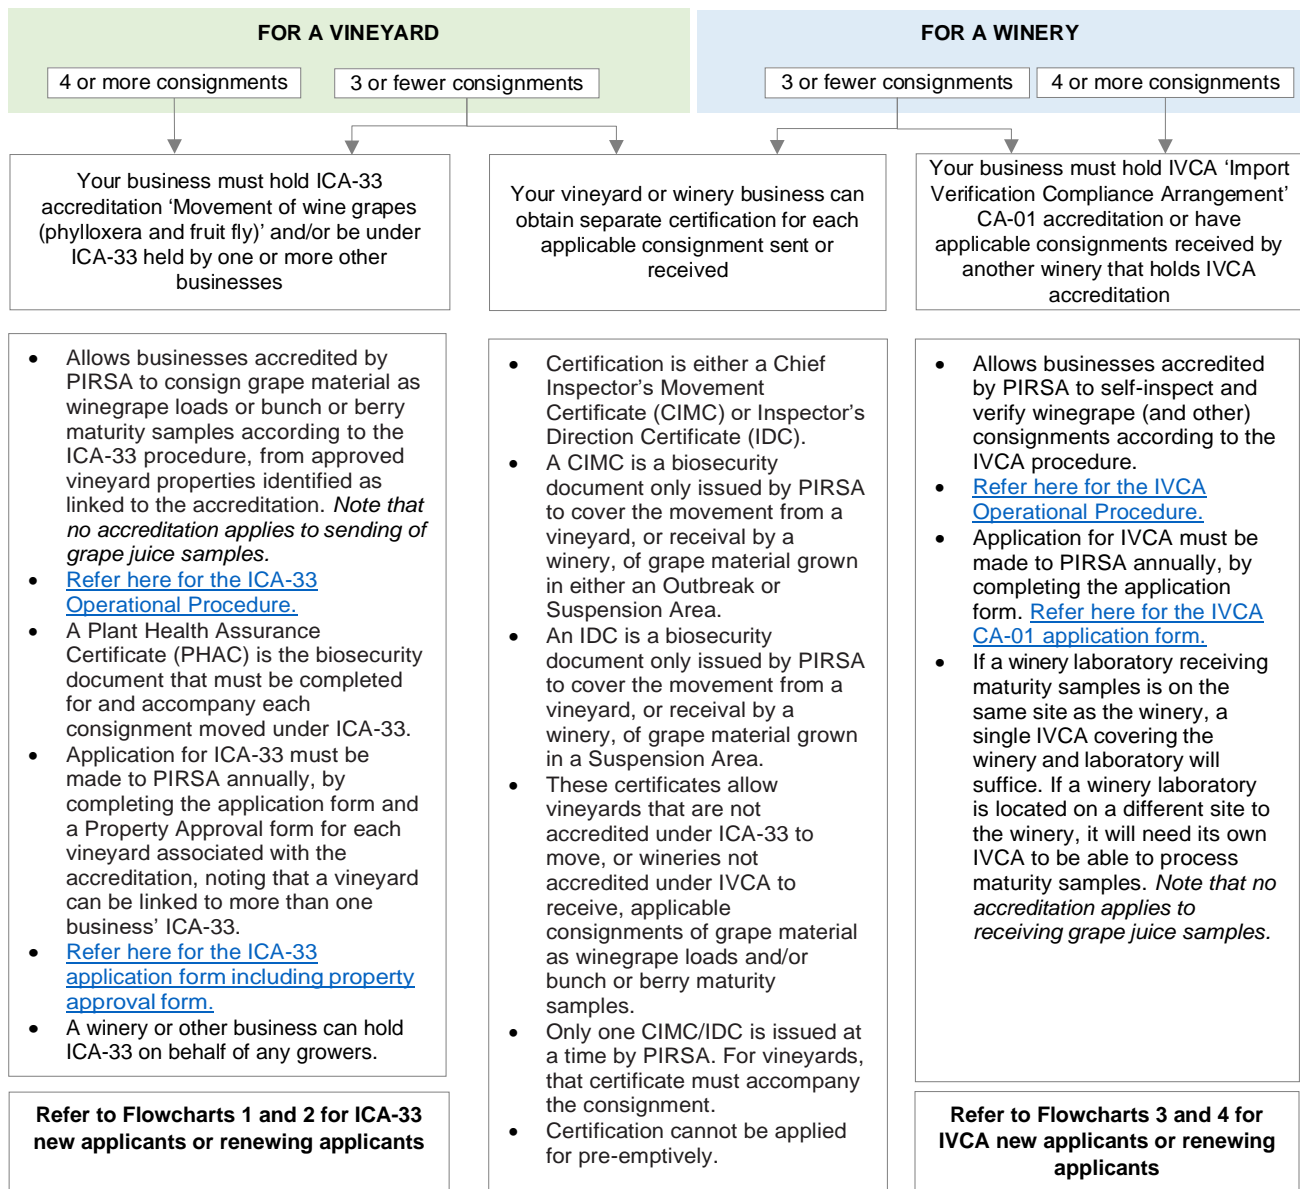 FOR A VINEYARD
4 or more consignments
3 or fewer consignments
FOR A WINERY
3 or fewer consignments
4 or more consignments
Your business must hold ICA-33
accreditation ‘Movement of wine grapes
(phylloxera and fruit fly)’ and/or be under
ICA-33 held by one or more other
businesses
Your vineyard or winery business can
obtain separate certification for each
applicable consignment sent or
received
Your business must hold IVCA ‘Import
Verification Compliance Arrangement’
CA-01 accreditation or have
applicable consignments received by
another winery that holds IVCA
accreditation
• Allows businesses accredited by
PIRSA to consign grape material as
winegrape loads or bunch or berry
maturity samples according to the
ICA-33 procedure, from approved
vineyard properties identified as
linked to the accreditation. Note that
no accreditation applies to sending of
grape juice samples.
• Refer here for the ICA-33
Operational Procedure.
• A Plant Health Assurance
Certificate (PHAC) is the biosecurity
document that must be completed
for and accompany each
consignment moved under ICA-33.
• Application for ICA-33 must be
made to PIRSA annually, by
completing the application form and
a Property Approval form for each
vineyard associated with the
accreditation, noting that a vineyard
can be linked to more than one
business’ ICA-33.
• Refer here for the ICA-33
application form including property
approval form.
• A winery or other business can hold
ICA-33 on behalf of any growers.
Refer to Flowcharts 1 and 2 for ICA-33
new applicants or renewing applicants
• Certification is either a Chief
Inspector’s Movement
Certificate (CIMC) or Inspector’s
Direction Certificate (IDC).
• A CIMC is a biosecurity
document only issued by PIRSA
to cover the movement from a
vineyard, or receival by a
winery, of grape material grown
in either an Outbreak or
Suspension Area.
• An IDC is a biosecurity
document only issued by PIRSA
to cover the movement from a
vineyard, or receival by a
winery, of grape material grown
in a Suspension Area.
• These certificates allow
vineyards that are not
accredited under ICA-33 to
move, or wineries not
accredited under IVCA to
receive, applicable
consignments of grape material
as winegrape loads and/or
bunch or berry maturity
samples.
• Only one CIMC/IDC is issued at
a time by PIRSA. For vineyards,
that certificate must accompany
the consignment.
• Certification cannot be applied
for pre-emptively.
• Allows businesses accredited
by PIRSA to self-inspect and
verify winegrape (and other)
consignments according to the
IVCA procedure.
• Refer here for the IVCA
Operational Procedure.
• Application for IVCA must be
made to PIRSA annually, by
completing the application
form. Refer here for the IVCA
CA-01 application form.
• If a winery laboratory receiving
maturity samples is on the
same site as the winery, a
single IVCA covering the
winery and laboratory will
suffice. If a winery laboratory
is located on a different site to
the winery, it will need its own
IVCA to be able to process
maturity samples. Note that no
accreditation applies to
receiving grape juice samples.
Refer to Flowcharts 3 and 4 for
IVCA new applicants or renewing
applicants